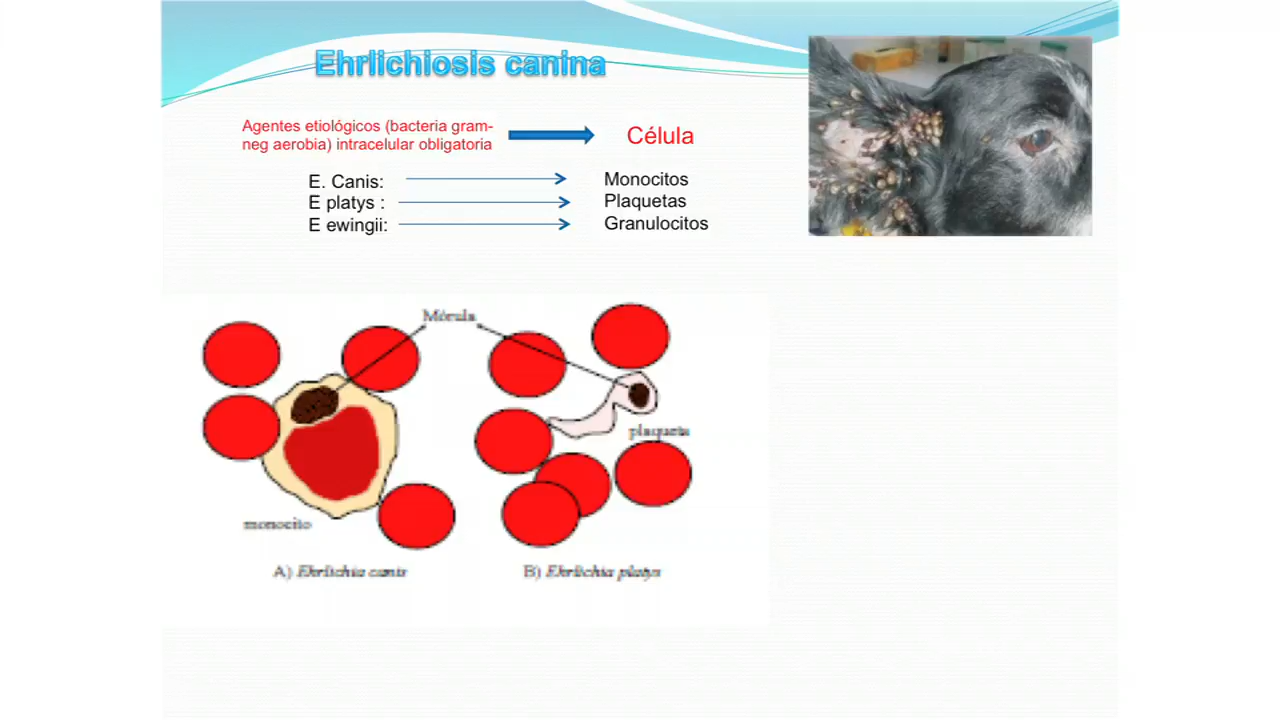 Ehrlichiosis canina
Agentes etiológicos (bacteria gram-
neg aerobia) intracelular obligatoria
Célula
E. Canis:
Monocitos
E platys :
Plaquetas
E ewingii:
Granulocitos
Mórula
plaqueta
monocito
A) Ehrlichia canis
B) Ehrlichia platys